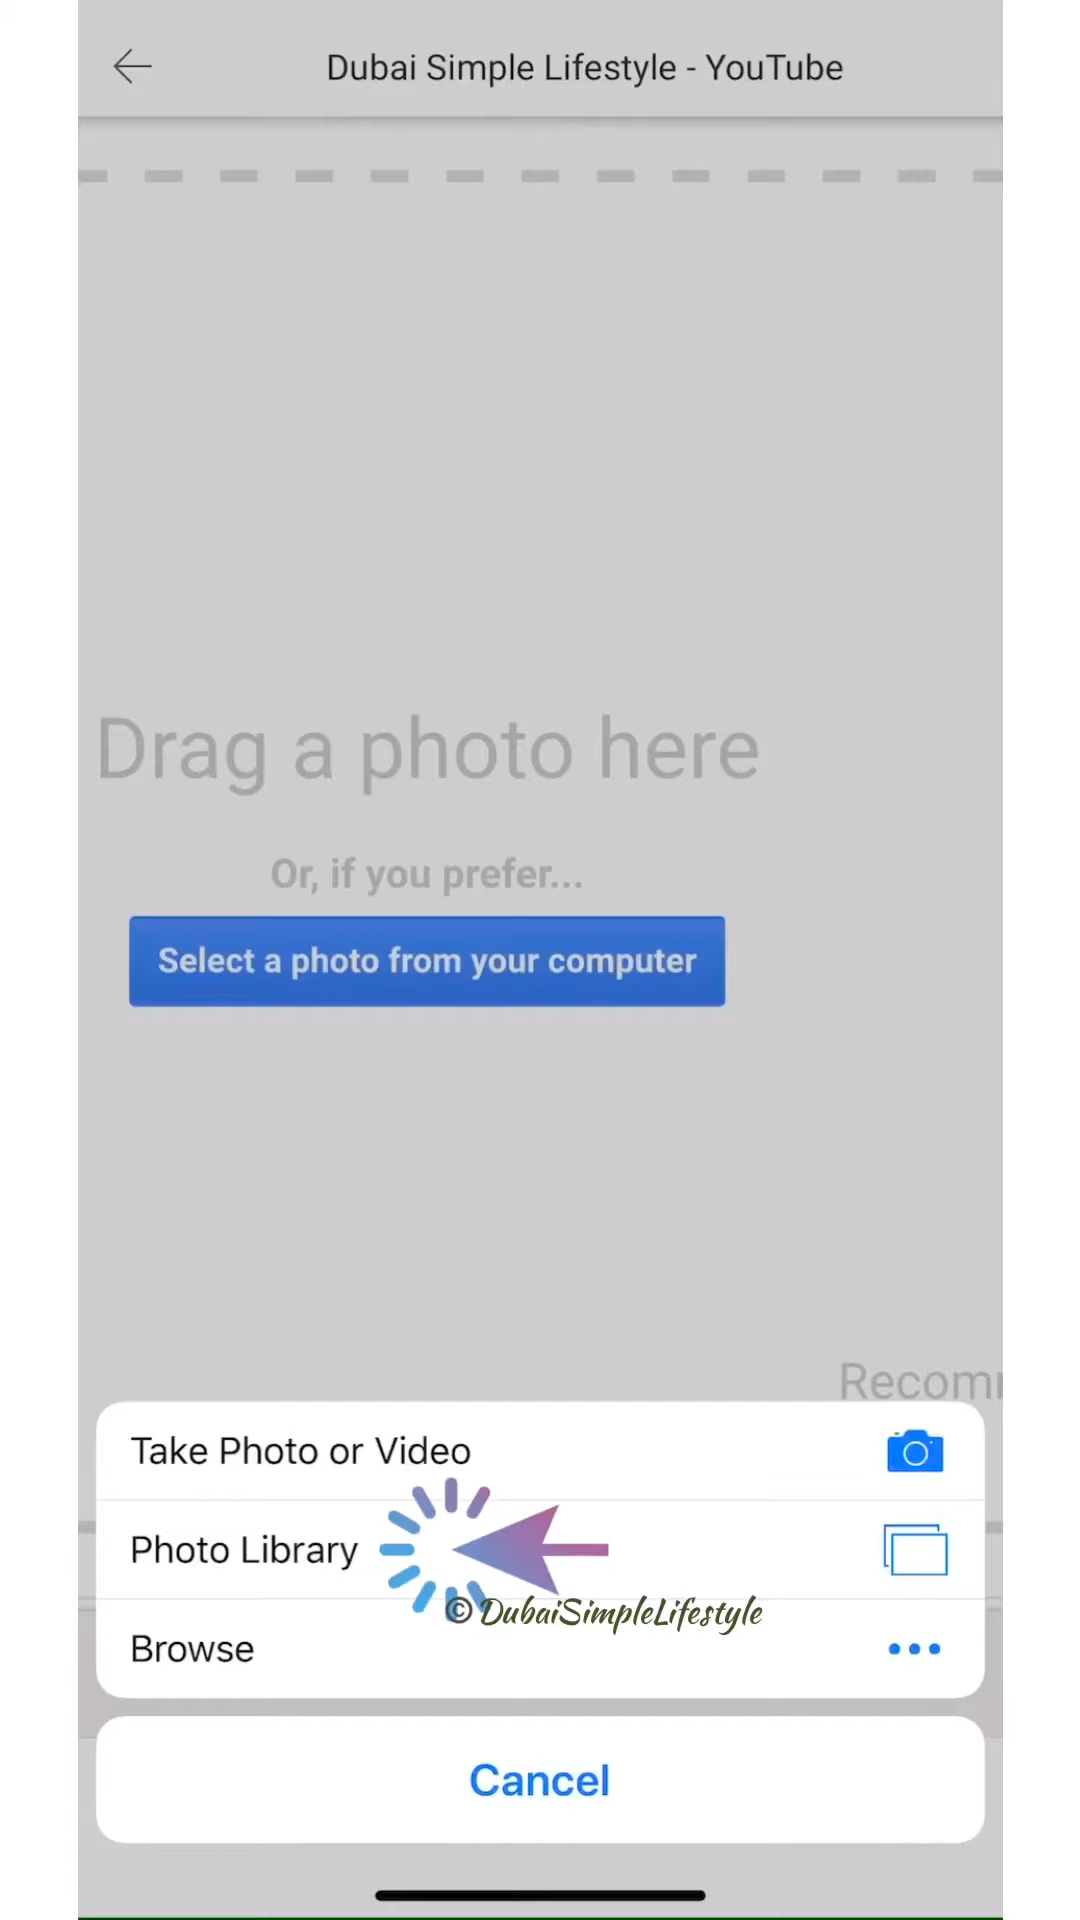 Dubai Simple Lifestyle - YouTube
Drag a photo here
Or, if you prefer...
Select a photo from your computer
Recom
Take Photo or Video
Photo Library
© DubaiSimpleLifestyle
Browse
Cancel